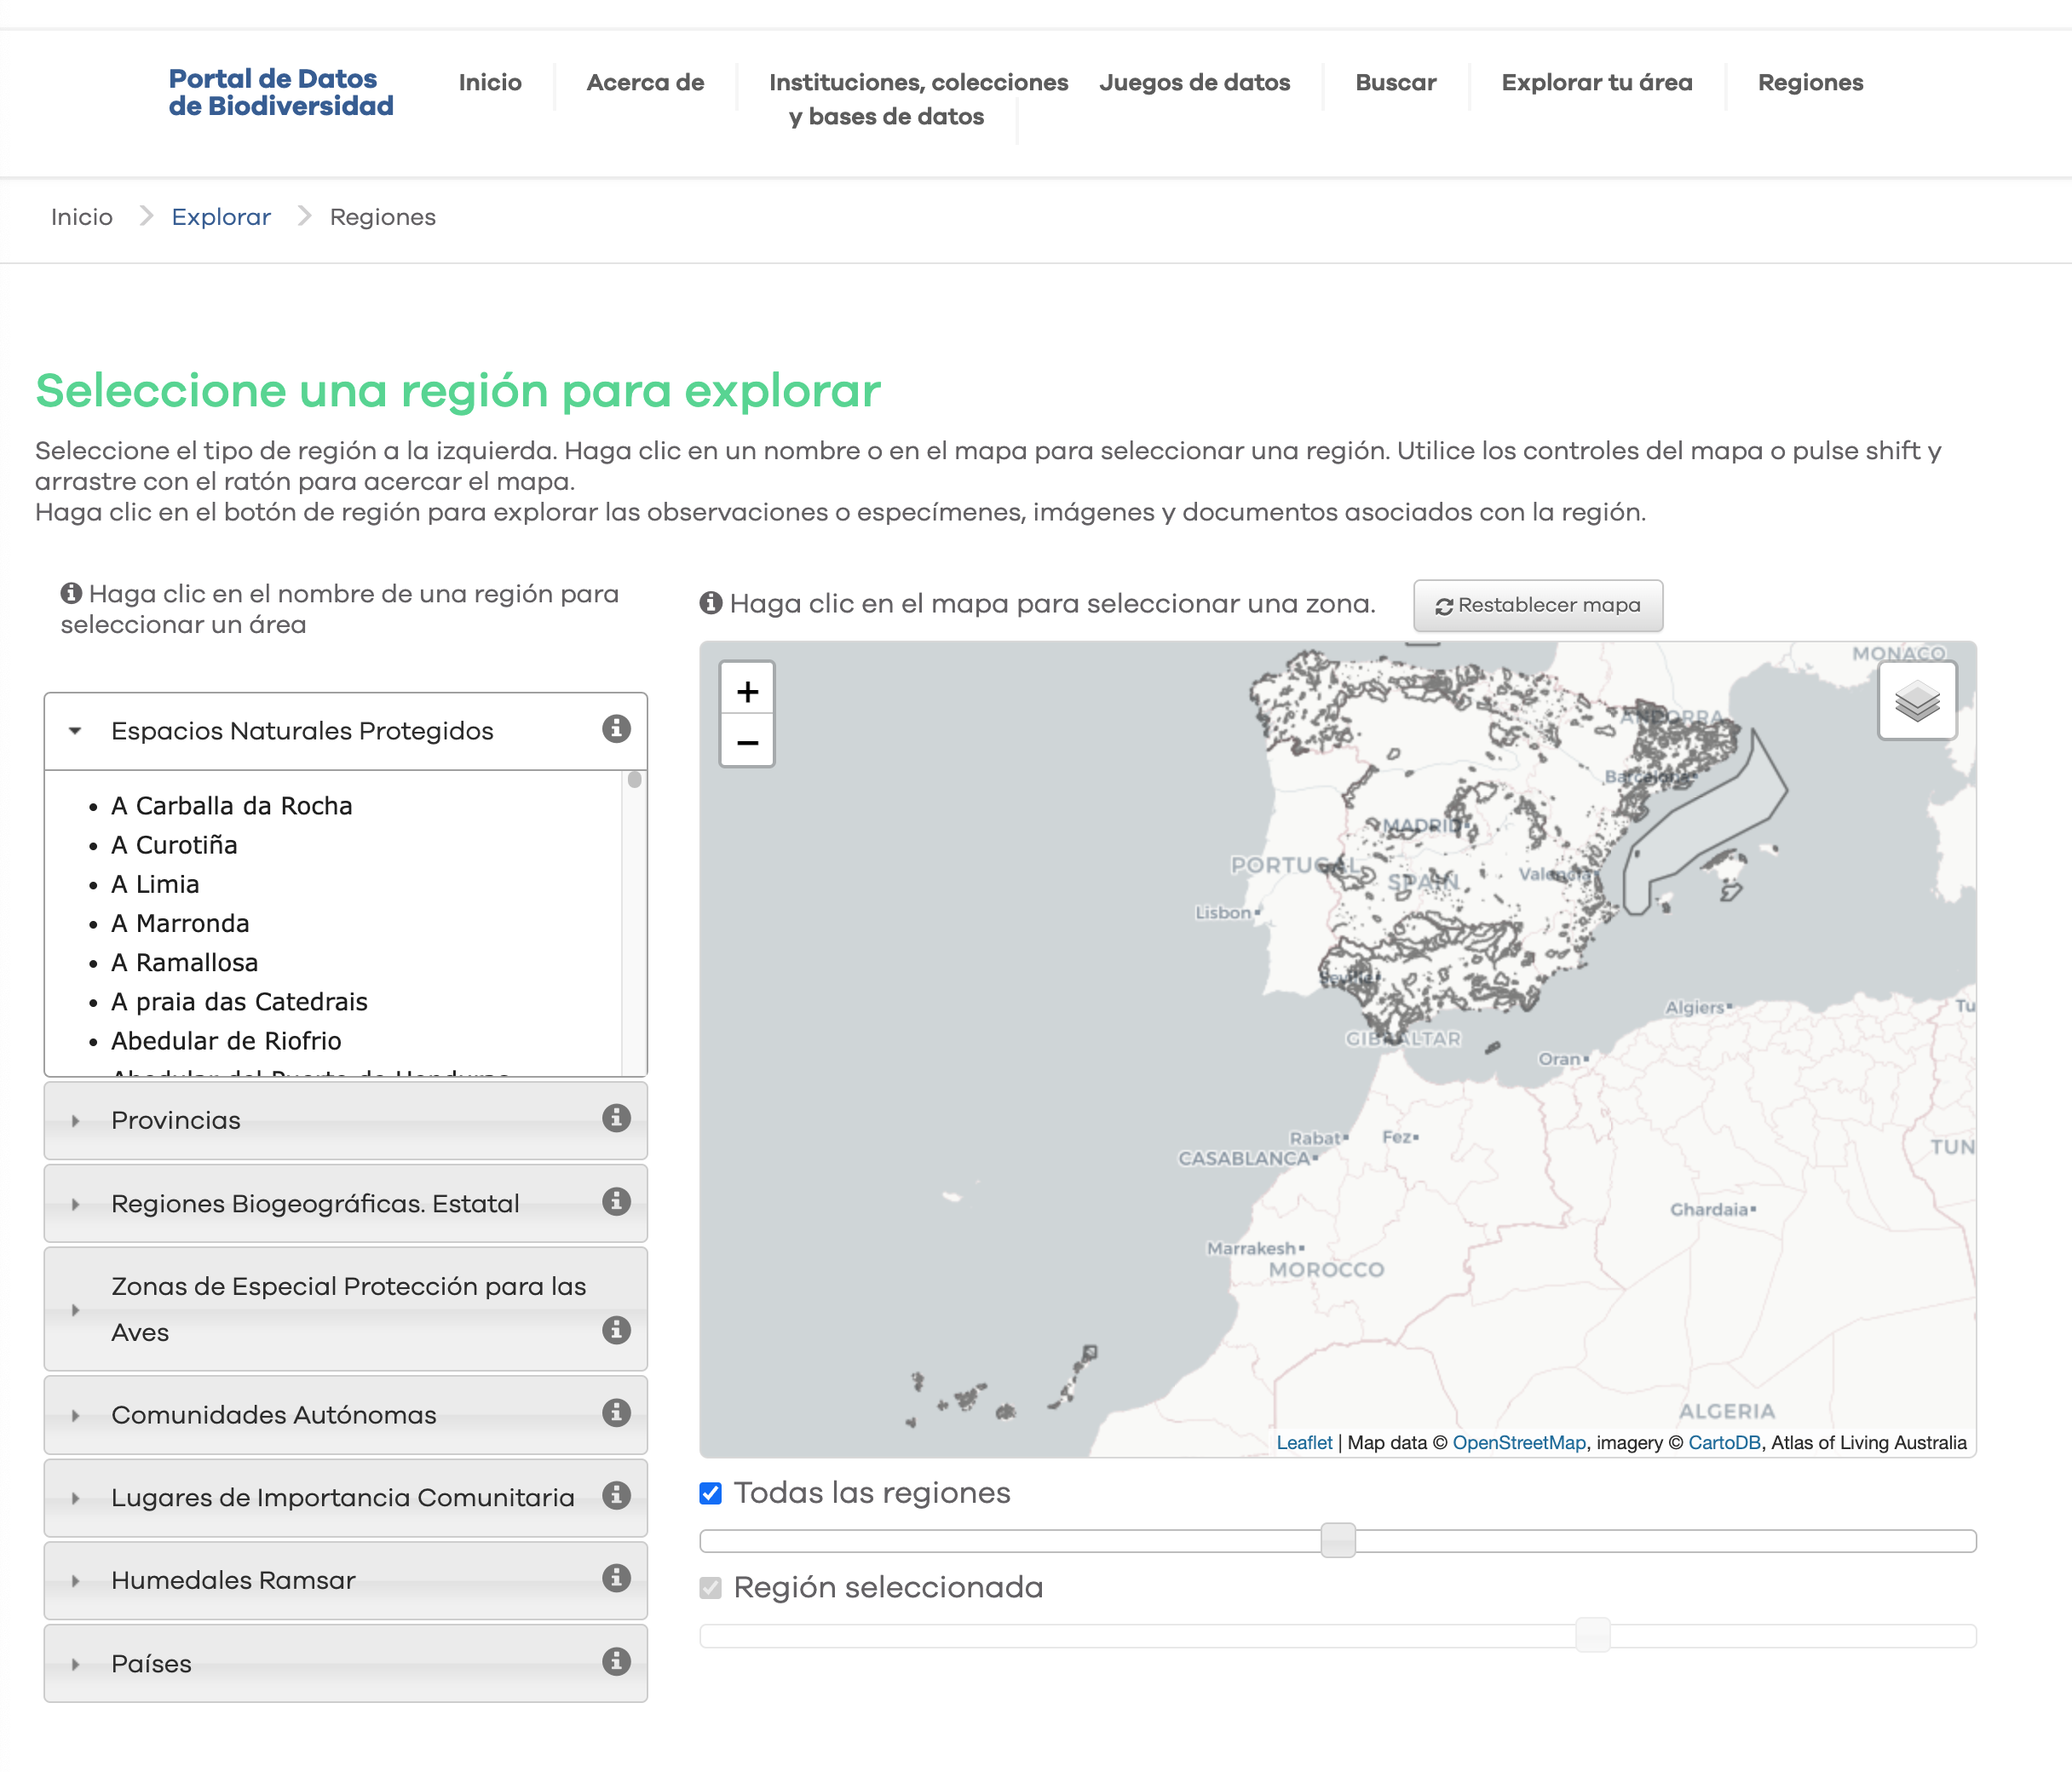 Portal de Datos
de Biodiversidad
Inicio
Acerca de
Instituciones, colecciones
y bases de datos
Juegos de datos
Buscar
Explorar tu área
Regiones
Inicio
Explorar
Regiones
Seleccione una región para explorar
Seleccione el tipo de región a la izquierda. Haga clic en un nombre o en el mapa para seleccionar una región. Utilice los controles del mapa o pulse shift y
arrastre con el ratón para acercar el mapa.
Haga clic en el botón de región para explorar las observaciones o especímenes, imágenes y documentos asociados con la región.
Haga clic en el nombre de una región para
seleccionar un área
Espacios Naturales Protegidos
A Carballa da Rocha
A Curotiña
A Limia
A Marronda
A Ramallosa
A praia das Catedrais
Abedular de Riofrio
Abedular del Puerto de Honduras
Provincias
Regiones Biogeográficas. Estatal
Zonas de Especial Protección para las
Aves
Comunidades Autónomas
Lugares de Importancia Comunitaria
Humedales Ramsar
Países
Haga clic en el mapa para seleccionar una zona.
Restablecer mapa
+
−
MONACO
ANDORRA
Barcelona
MADRID
PORTUGAL
SPAIN
Valencia
Lisbon
Seville
GIBRALTAR
Algiers
Tu
Oran
Rabat
Fez
CASABLANCA
TUN
Ghardaia
Marrakesh
MOROCCO
ALGERIA
Leaflet | Map data © OpenStreetMap, imagery © CartoDB, Atlas of Living Australia
Todas las regiones
Región seleccionada